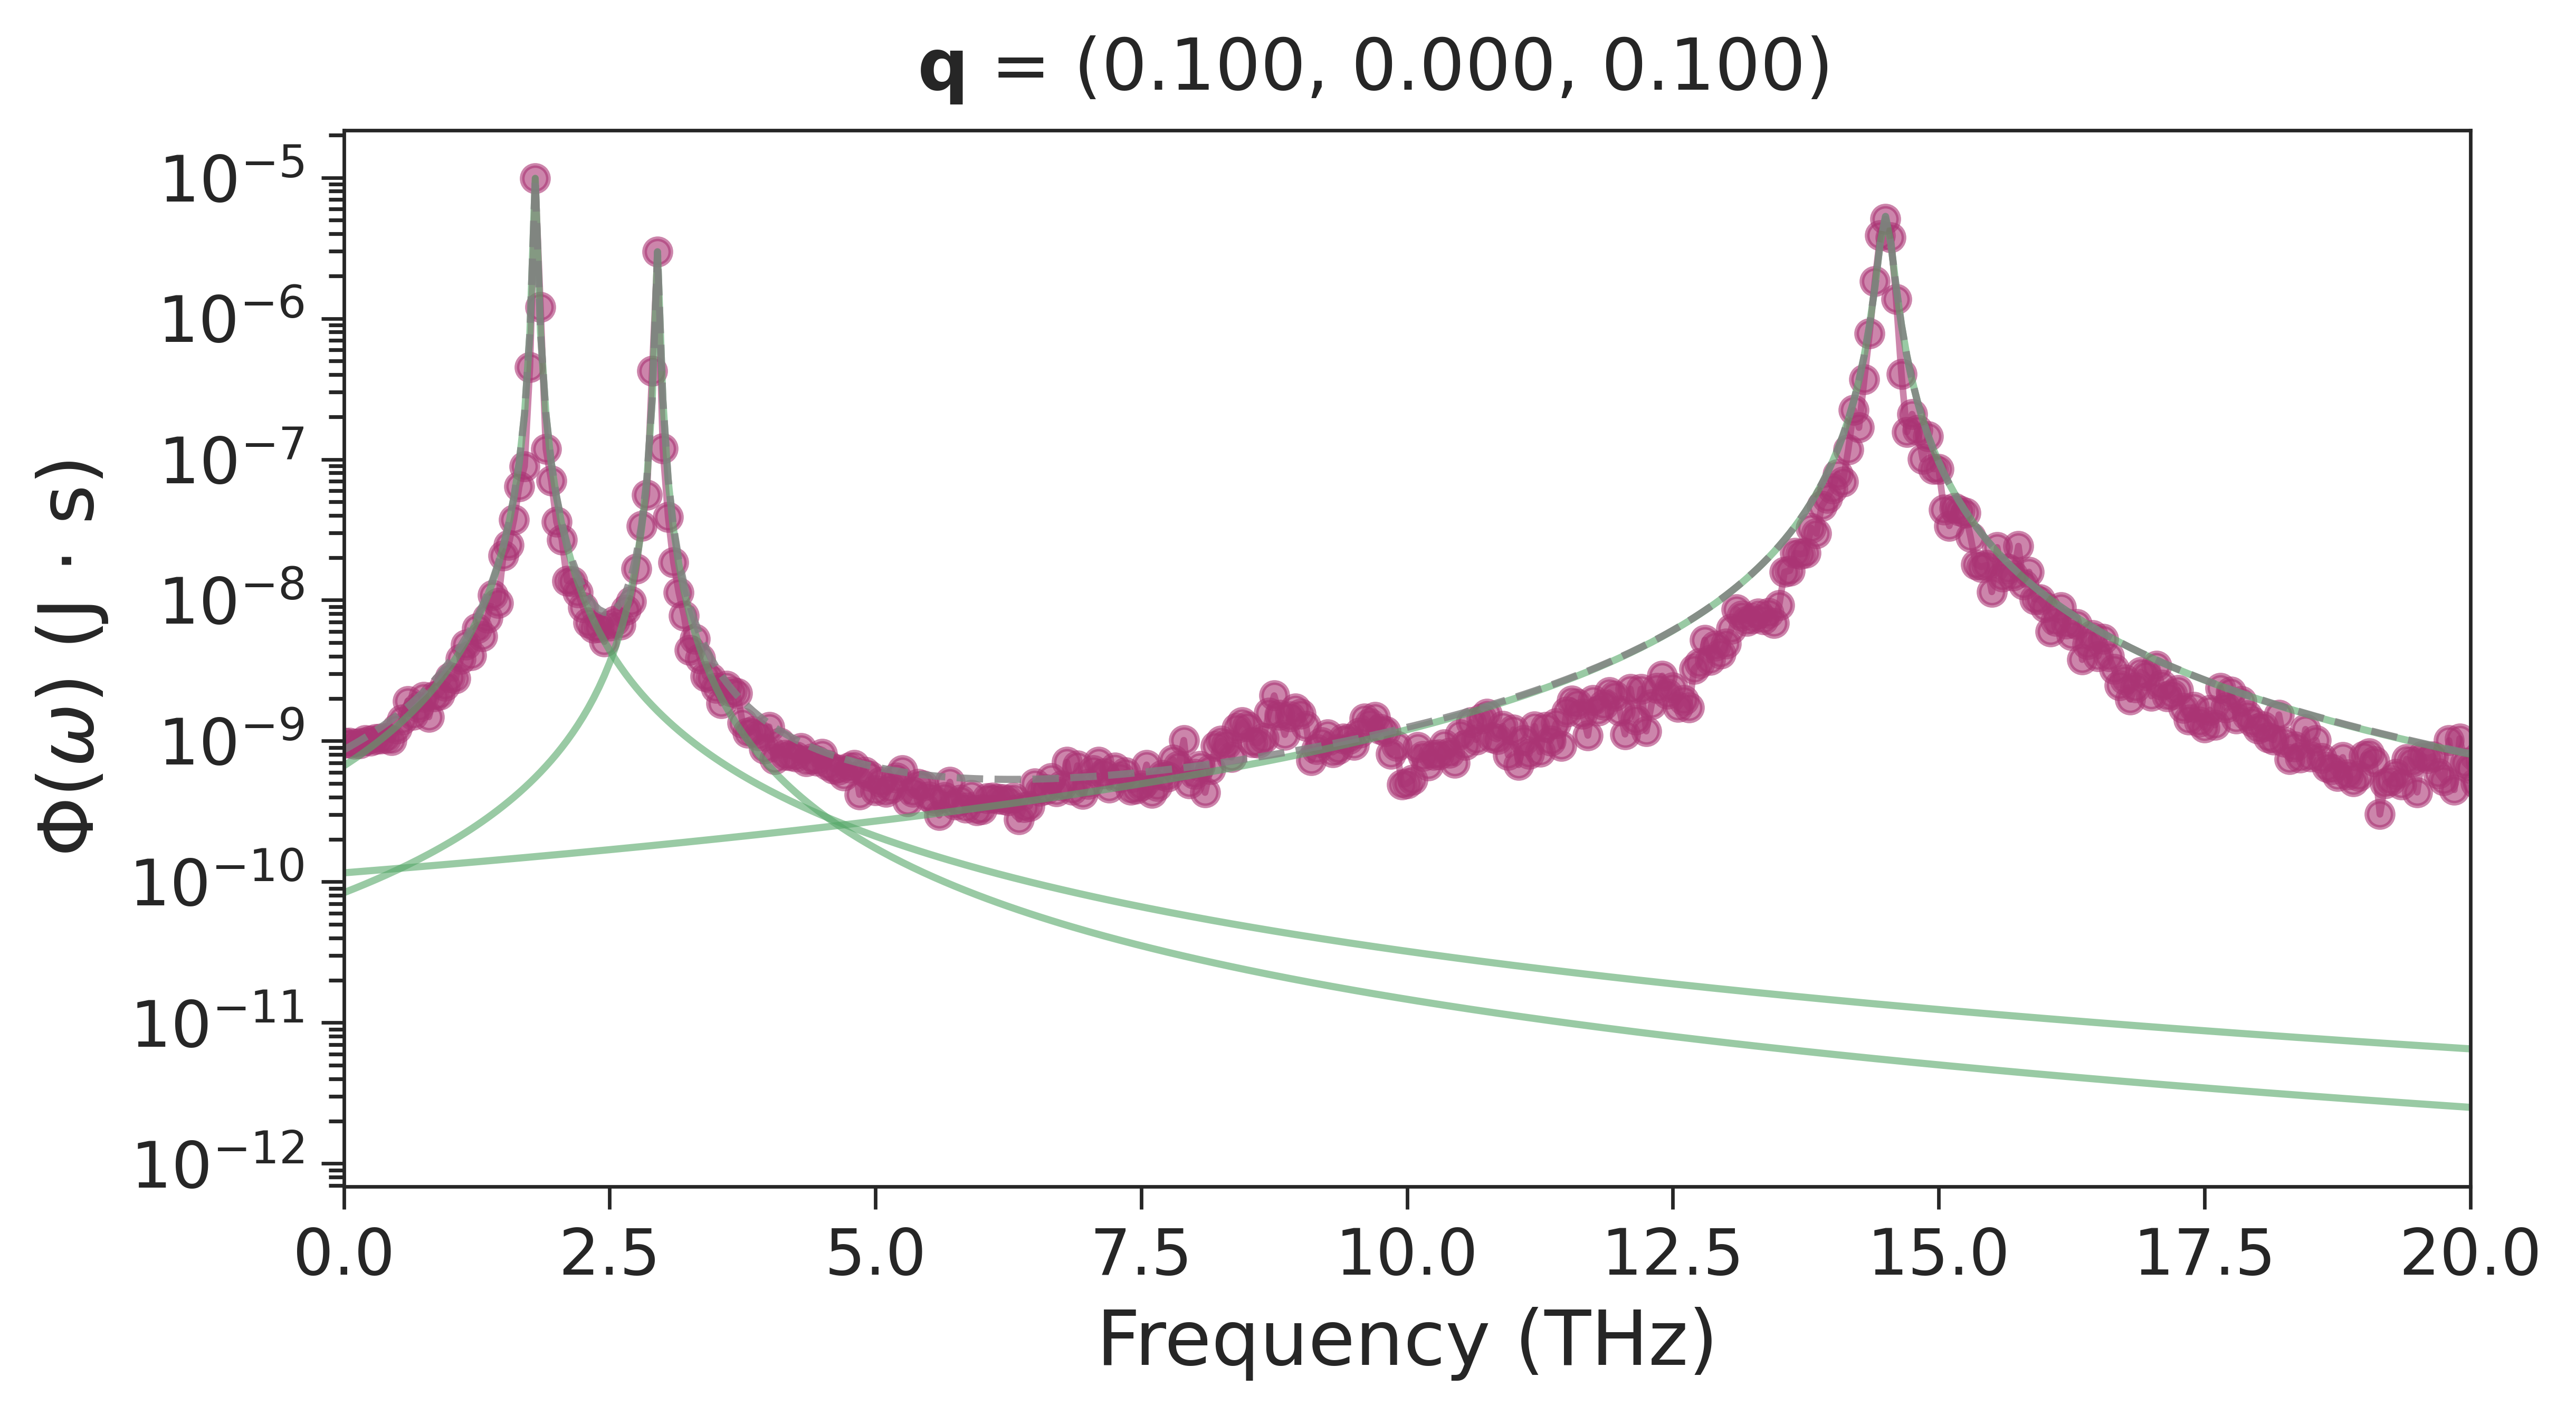 q = (0.100, 0.000, 0.100)
Φ(ω) (J · s)
10⁻⁵
10⁻⁶
10⁻⁷
10⁻⁸
10⁻⁹
10⁻¹⁰
10⁻¹¹
10⁻¹²
0.0 2.5 5.0 7.5 10.0 12.5 15.0 17.5 20.0
Frequency (THz)